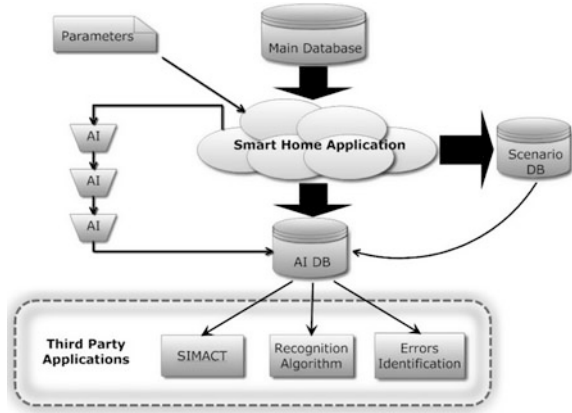 Parameters
Main Database
Smart Home Application
AI
AI
AI
Scenario
DB
AI DB
Third Party
Applications
SIMACT
Recognition
Algorithm
Errors
Identification